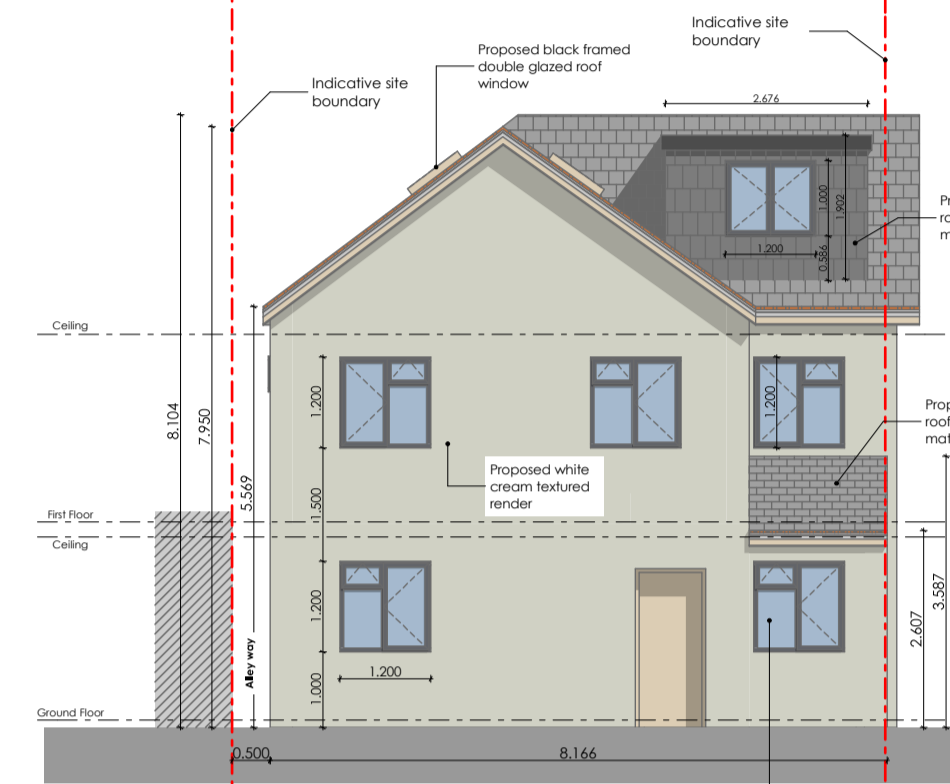 Indicative site
boundary
Proposed black framed
double glazed roof
window
Indicative site
boundary
2.676
1.000
1.902
1.200
0.586
Ceiling
8.104
7.950
5.569
1.200
1.200
Proposed white
cream textured
render
1.500
First Floor
Ceiling
1.200
1.200
1.000
Alley way
2.607
3.587
Ground Floor
0.500
8.166